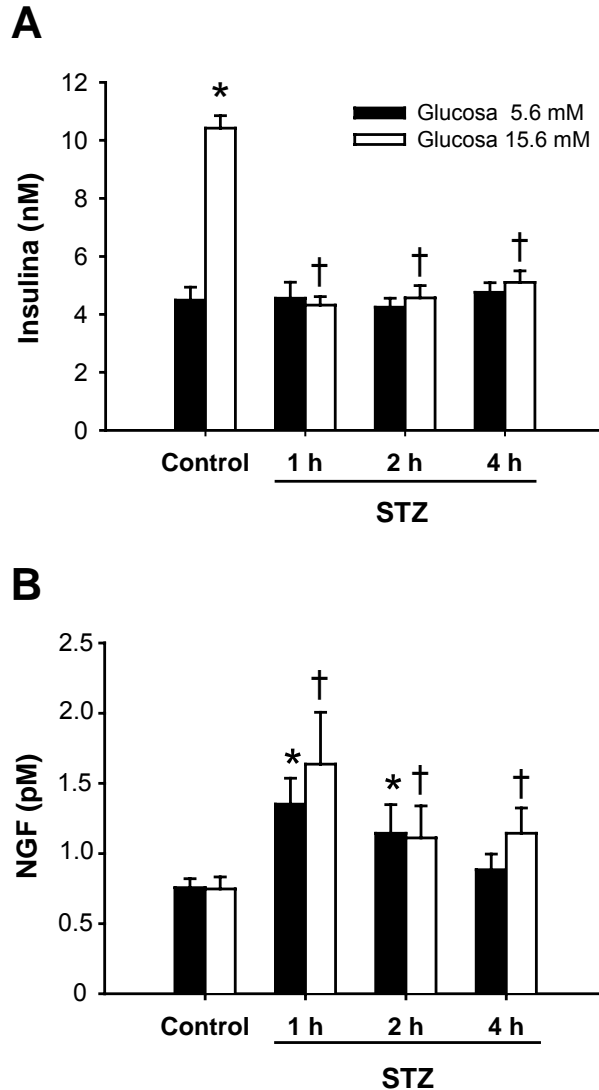 A
12
10
8
6
4
2
0
Insulina (nM)
*
† † †
Glucosa 5.6 mM
Glucosa 15.6 mM
Control 1 h 2 h 4 h
STZ
B
2.5
2.0
1.5
1.0
0.5
0
NGF (pM)
* † * † †
Control 1 h 2 h 4 h
STZ